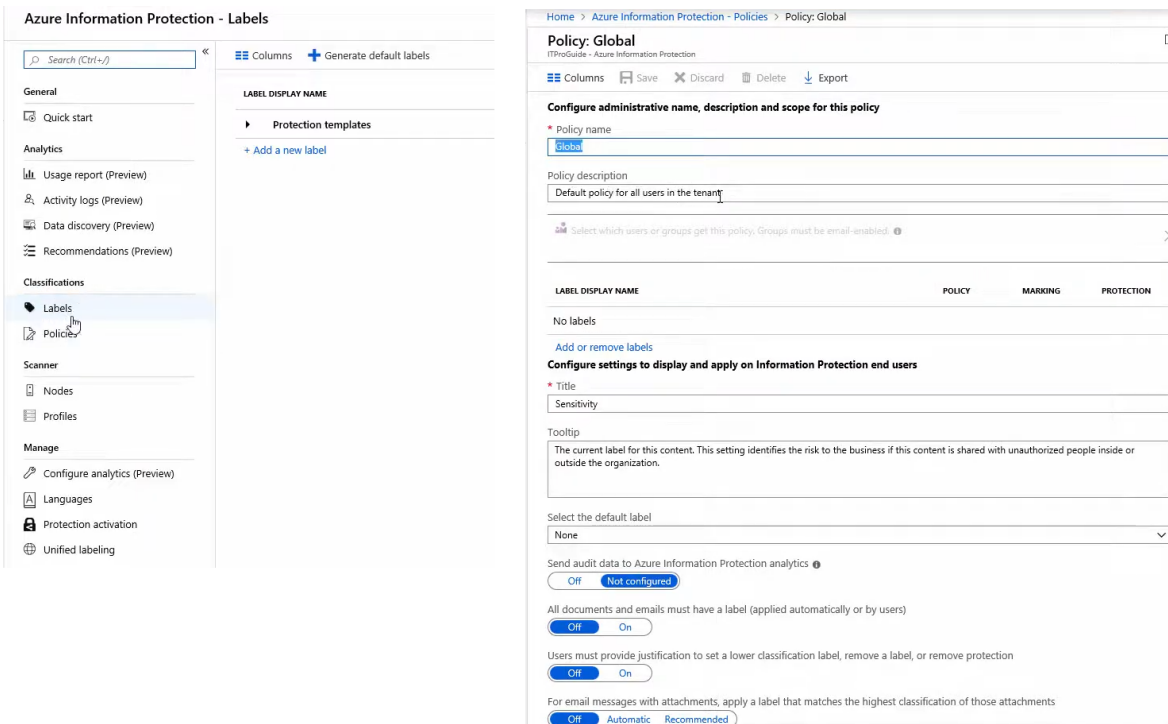 Azure Information Protection - Labels
Search (Ctrl+/)
«
General
Quick start
Analytics
Usage report (Preview)
Activity logs (Preview)
Data discovery (Preview)
Recommendations (Preview)
Classifications
Labels
Policies
Scanner
Nodes
Profiles
Manage
Configure analytics (Preview)
Languages
Protection activation
Unified labeling
Columns + Generate default labels
LABEL DISPLAY NAME
Protection templates
+ Add a new label
Home > Azure Information Protection - Policies > Policy: Global
Policy: Global
ITProGuide - Azure Information Protection
Columns Save Discard Delete Export
Configure administrative name, description and scope for this policy
* Policy name
Global
Policy description
Default policy for all users in the tenant
Select which users or groups get this policy. Groups must be email-enabled.
LABEL DISPLAY NAME POLICY MARKING PROTECTION
No labels
Add or remove labels
Configure settings to display and apply on Information Protection end users
* Title
Sensitivity
Tooltip
The current label for this content. This setting identifies the risk to the business if this content is shared with unauthorized people inside or
outside the organization.
Select the default label
None
Send audit data to Azure Information Protection analytics
Off Not configured
All documents and emails must have a label (applied automatically or by users)
Off On
Users must provide justification to set a lower classification label, remove a label, or remove protection
Off On
For email messages with attachments, apply a label that matches the highest classification of those attachments
Off Automatic Recommended